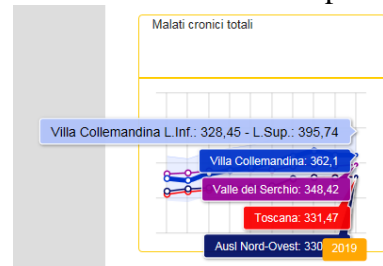 Malati cronici totali
Villa Collemandina L.Inf.: 328,45 - L.Sup.: 395,74
Villa Collemandina: 362,1
Valle del Serchio: 348,42
Toscana: 331,47
Ausl Nord-Ovest: 330
2019